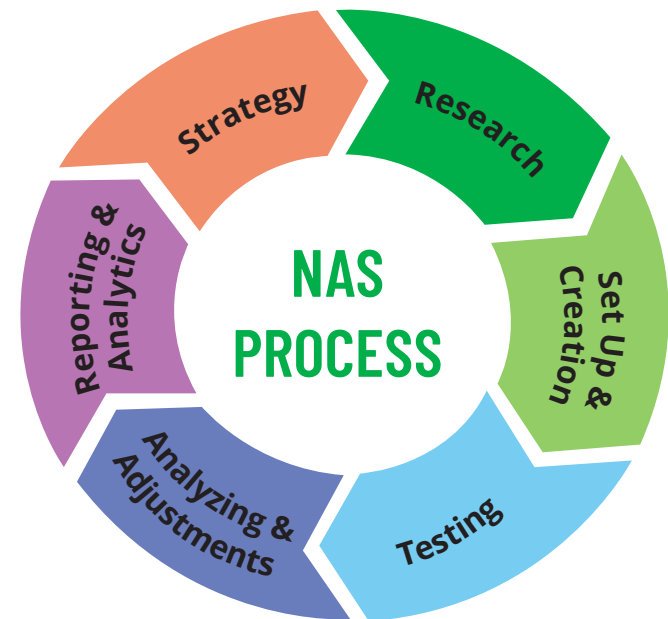 NAS
PROCESS
Strategy
Research
Set Up &
Creation
Testing
Analyzing &
Adjustments
Reporting &
Analytics